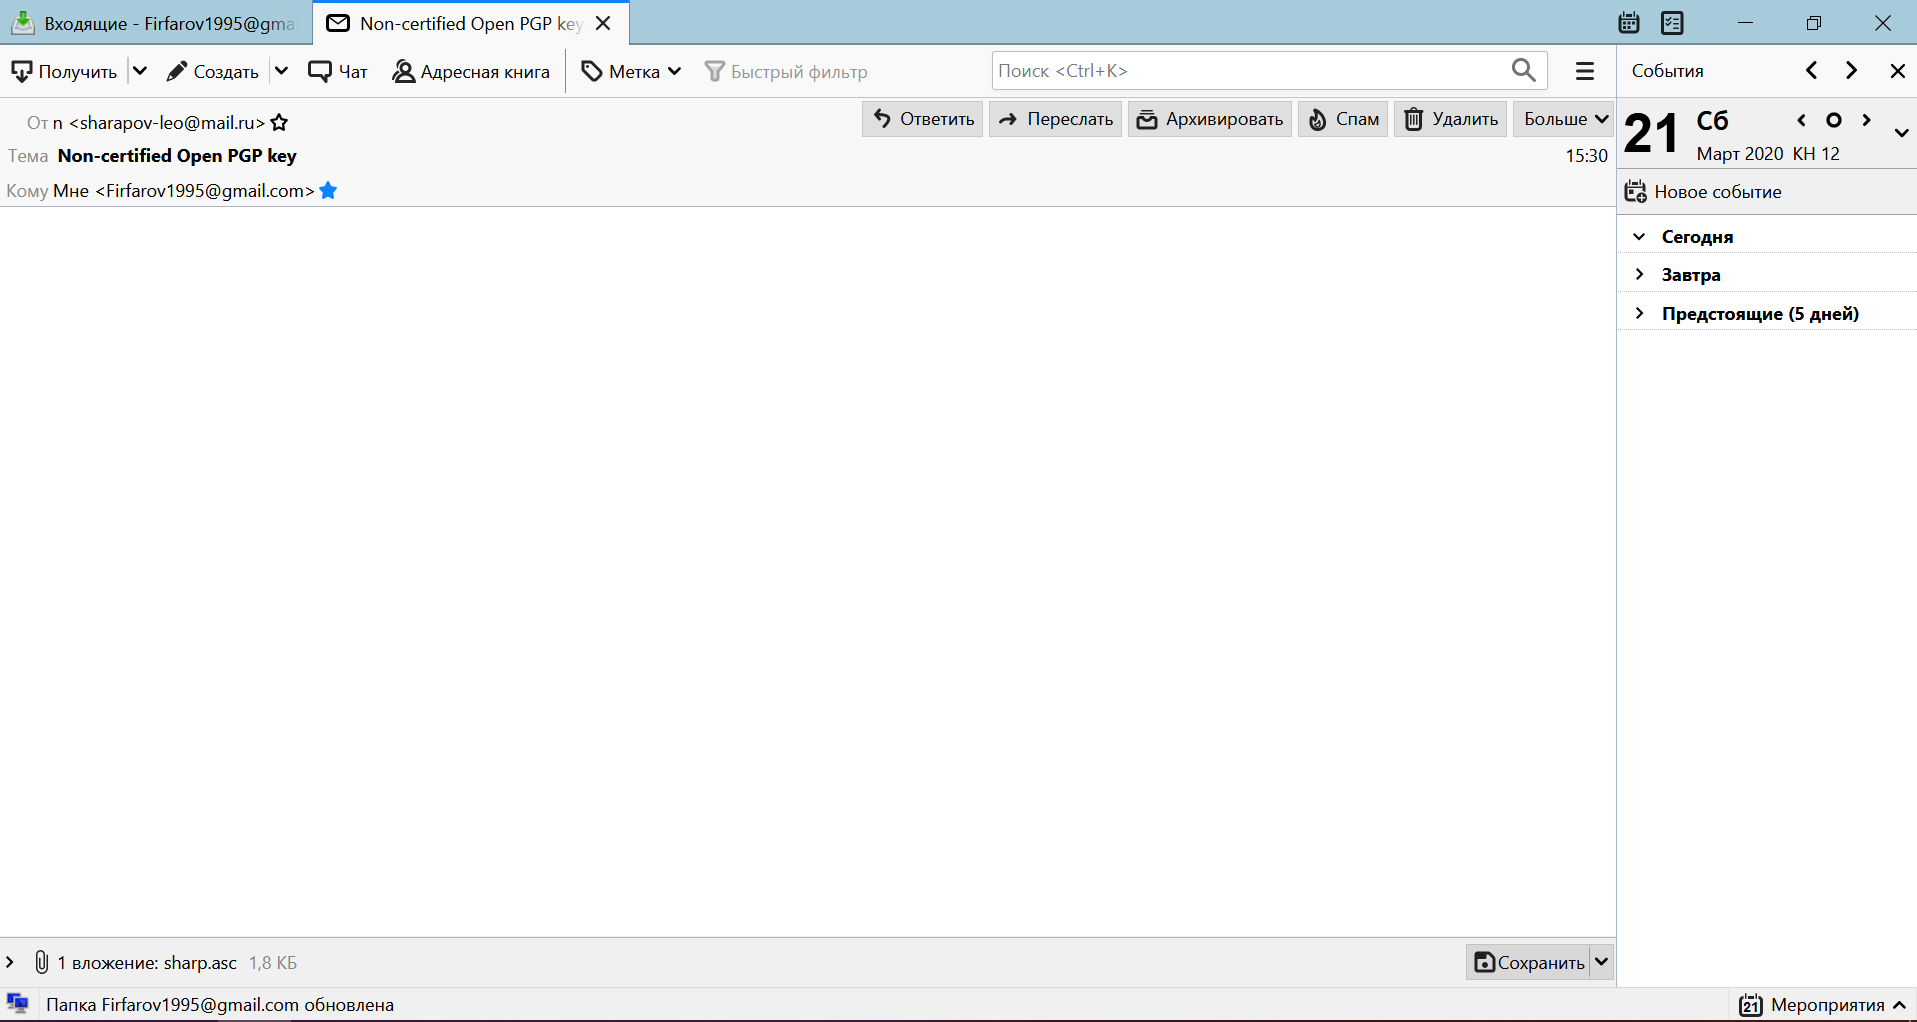 Входящие - Firfarov1995@gma
Non-certified Open PGP key
Получить Создать Чат Адресная книга Метка Быстрый фильтр Поиск <Ctrl+K>
От n <sharapov-leo@mail.ru> Ответить Переслать Архивировать Спам Удалить Больше
Тема Non-certified Open PGP key 15:30
Кому Мне <Firfarov1995@gmail.com>
События
21 Сб
Март 2020 КН 12
Новое событие
Сегодня
Завтра
Предстоящие (5 дней)
1 вложение: sharp.asc 1,8 КБ Сохранить
Папка Firfarov1995@gmail.com обновлена 21 Мероприятия